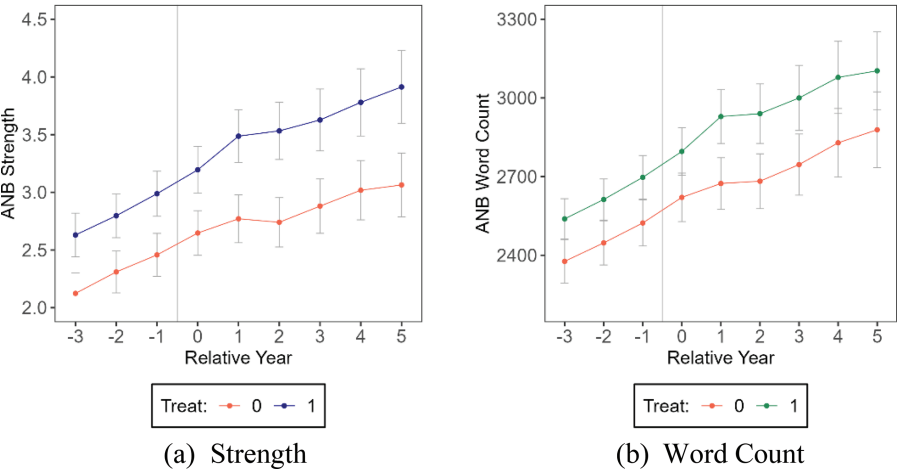 4.5
4.0
3.5
3.0
2.5
2.0
ANB Strength
-3 -2 -1 0 1 2 3 4 5
Relative Year
Treat: 0 1
(a) Strength
3300
3000
2700
2400
ANB Word Count
-3 -2 -1 0 1 2 3 4 5
Relative Year
Treat: 0 1
(b) Word Count